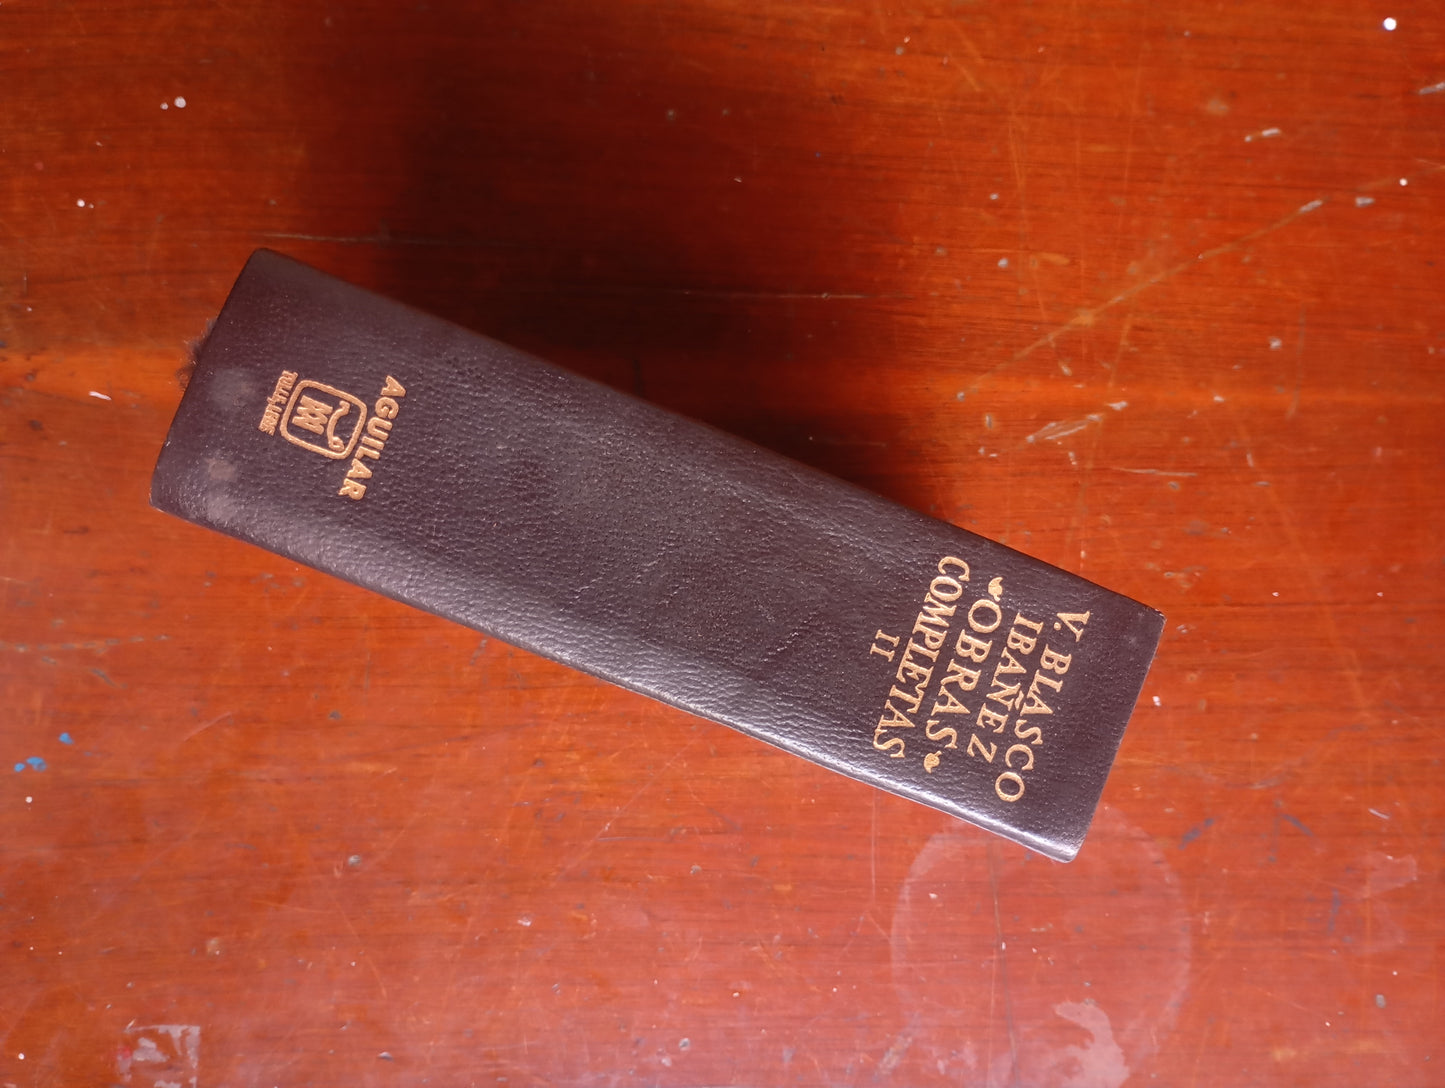 V. BLASCO
IBAÑEZ
OBRAS
COMPLETAS
II
AGUILAR
M